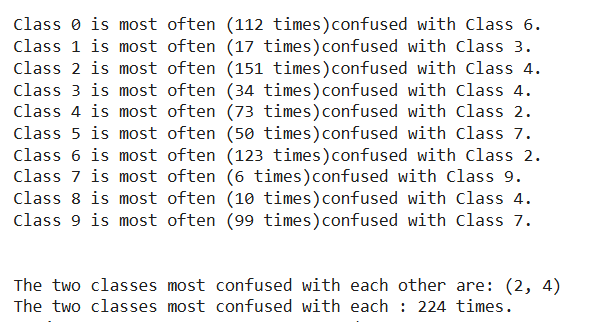 Class 0 is most often (112 times)confused with Class 6.
Class 1 is most often (17 times)confused with Class 3.
Class 2 is most often (151 times)confused with Class 4.
Class 3 is most often (34 times)confused with Class 4.
Class 4 is most often (73 times)confused with Class 2.
Class 5 is most often (50 times)confused with Class 7.
Class 6 is most often (123 times)confused with Class 2.
Class 7 is most often (6 times)confused with Class 9.
Class 8 is most often (10 times)confused with Class 4.
Class 9 is most often (99 times)confused with Class 7.
The two classes most confused with each other are: (2, 4)
The two classes most confused with each : 224 times.